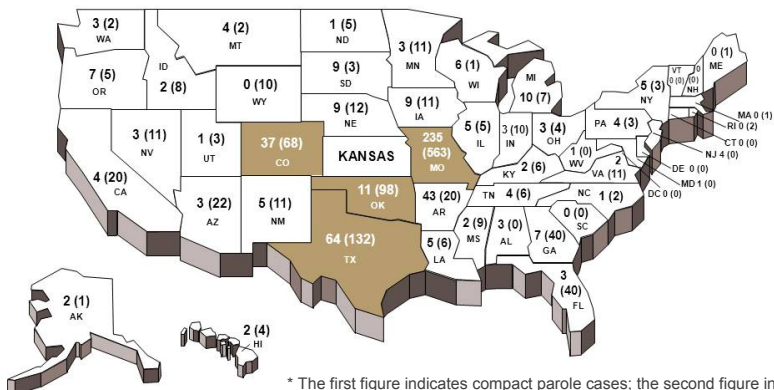 3 (2)
WA
4 (2)
MT
1 (5)
ND
3 (11)
MN
6 (1)
WI
MI
10 (7)
VT
0 (0)
0
(0)
NH
0 (1)
ME
7 (5)
OR
ID
2 (8)
0 (10)
WY
9 (3)
SD
9 (12)
NE
9 (11)
IA
5 (5)
IL
3 (10)
IN
3 (4)
OH
PA 4 (3)
5 (3)
NY
MA 0 (1)
RI 0 (2)
CT 0 (0)
NJ 4 (0)
DE 0 (0)
MD 1 (0)
DC 0 (0)
3 (11)
NV
1 (3)
UT
37 (68)
CO
KANSAS
235
(563)
MO
KY 2 (6)
1 (0)
WV
2
VA (11)
4 (20)
CA
3 (22)
AZ
5 (11)
NM
11 (98)
OK
43 (20)
AR
TN 4 (6)
NC 1 (2)
0 (0)
SC
64 (132)
TX
5 (6)
LA
2 (9)
MS
3 (0)
AL
7 (40)
GA
3
(40)
FL
2 (1)
AK
2 (4)
HI
* The first figure indicates compact parole cases; the second figure in